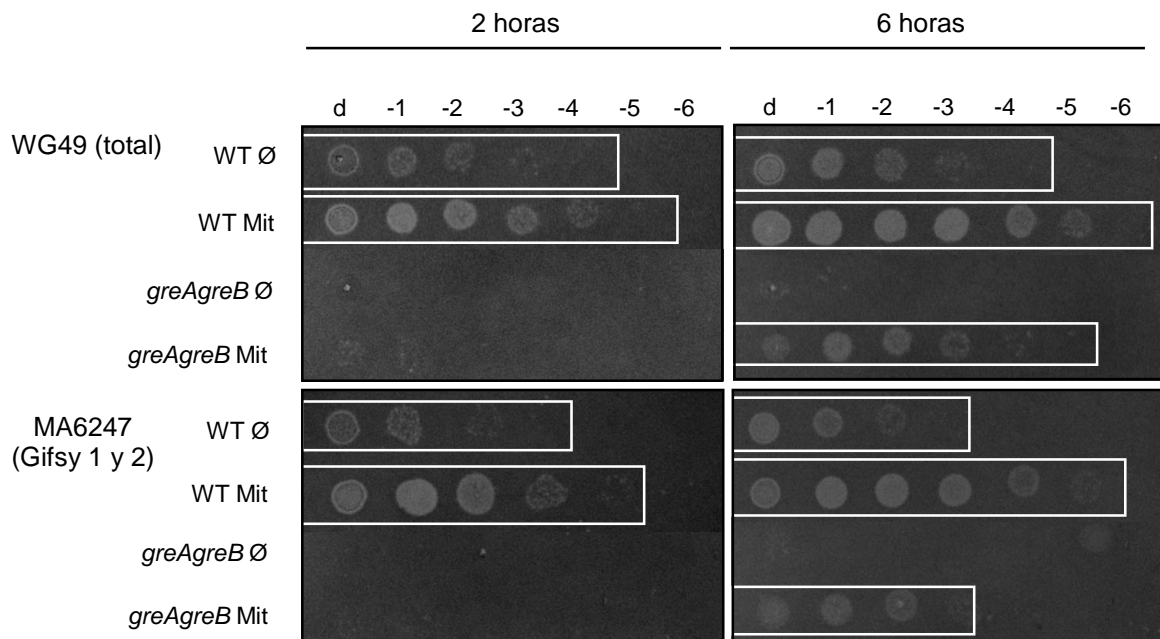 2 horas 6 horas
d -1 -2 -3 -4 -5 -6 d -1 -2 -3 -4 -5 -6
WG49 (total)
WT Ø
WT Mit
greAgreB Ø
greAgreB Mit
MA6247
(Gifsy 1 y 2)
WT Ø
WT Mit
greAgreB Ø
greAgreB Mit